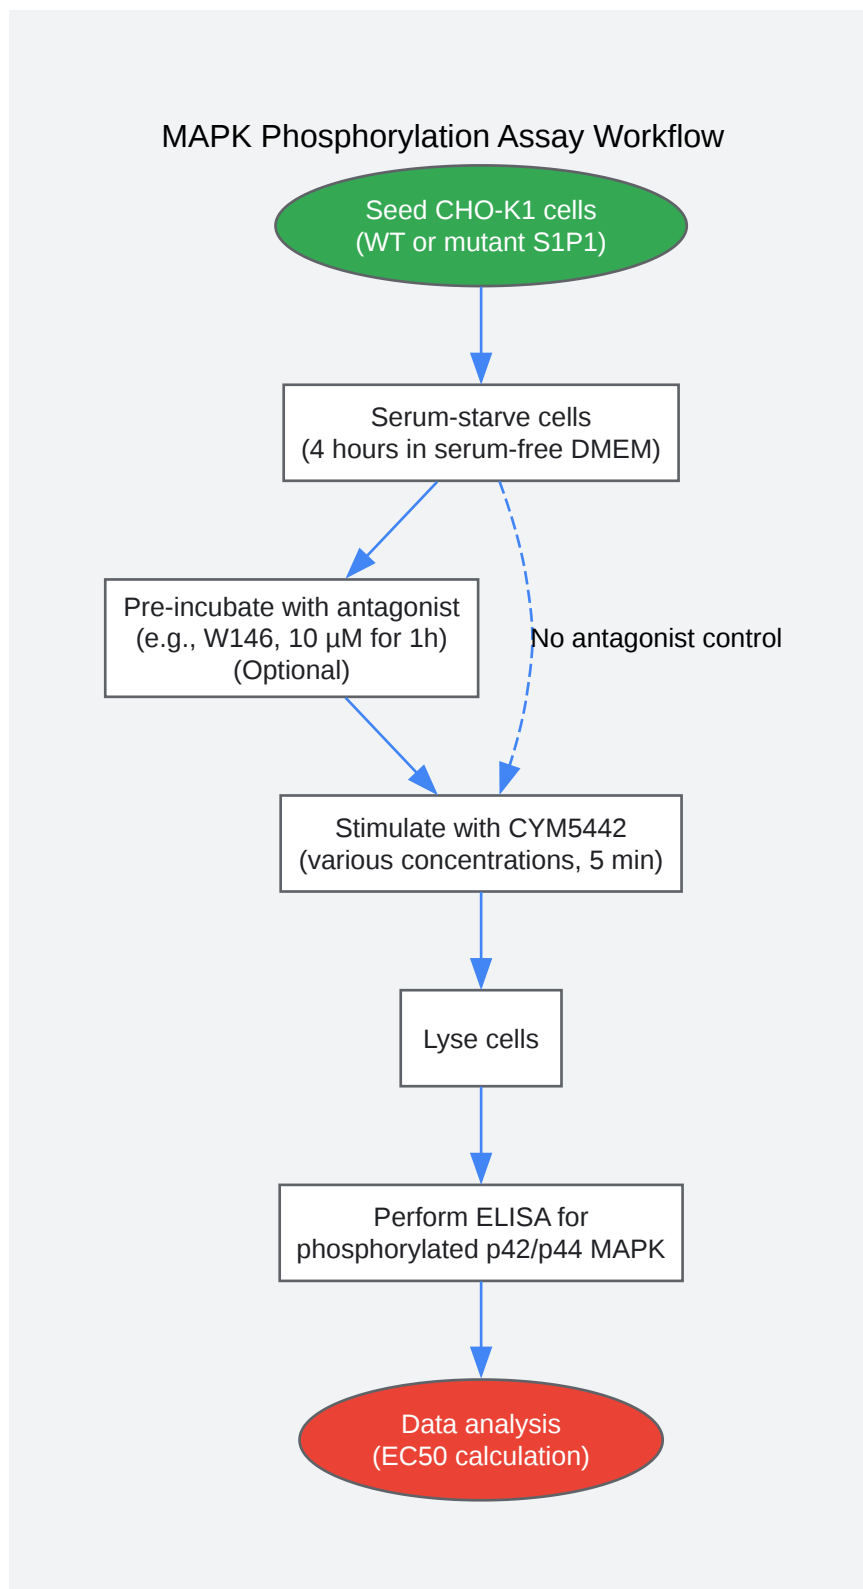 MAPK Phosphorylation Assay Workflow
Seed CHO-K1 cells
(WT or mutant S1P1)
Serum-starve cells
(4 hours in serum-free DMEM)
Pre-incubate with antagonist
(e.g., W146, 10 µM for 1h)
(Optional)
No antagonist control
Stimulate with CYM5442
(various concentrations, 5 min)
Lyse cells
Perform ELISA for
phosphorylated p42/p44 MAPK
Data analysis
(EC50 calculation)